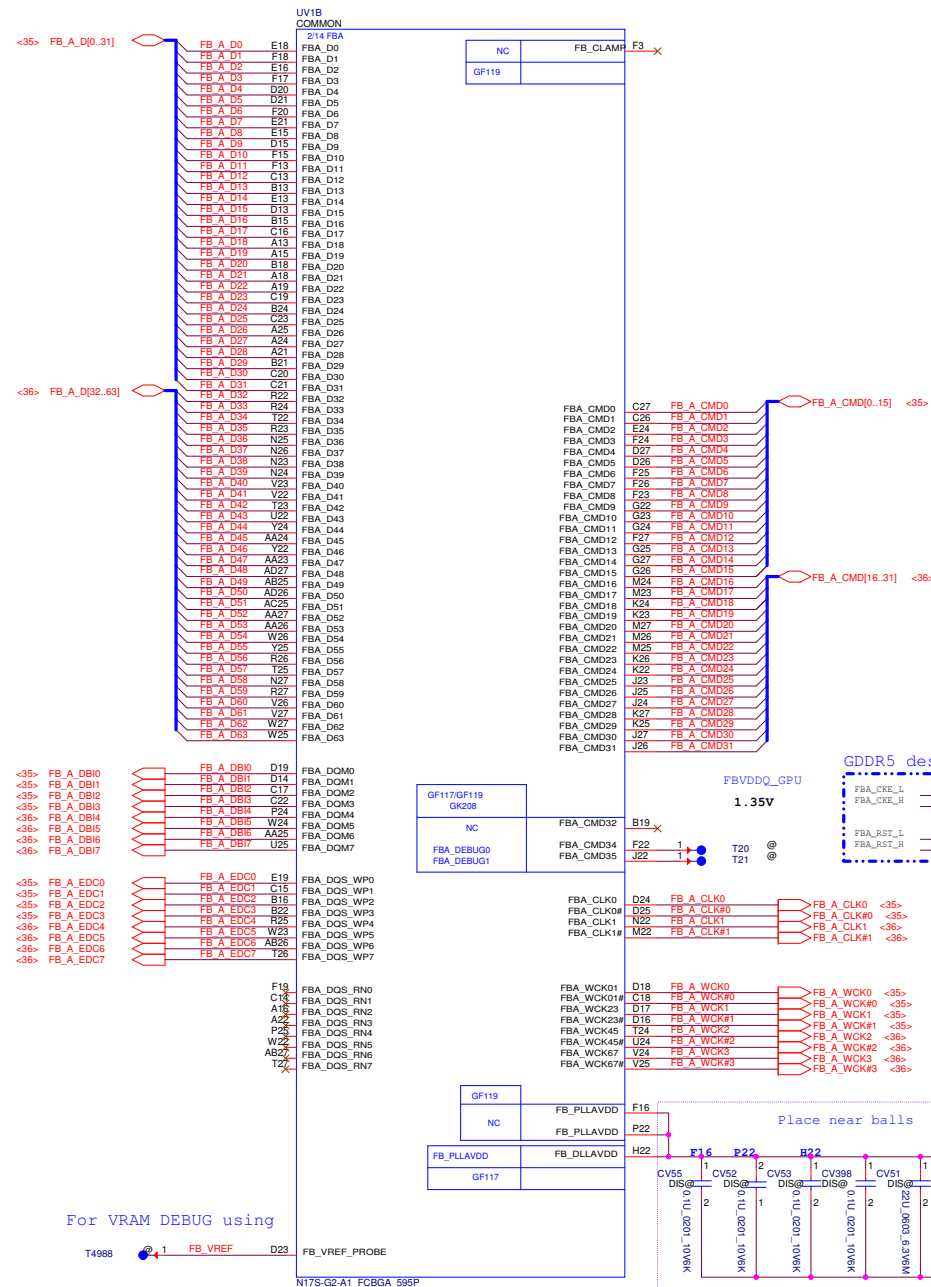 UV1B
COMMON
2/14 FBA
<35> FB_A_D[0..31]
FB_A_D0 E18 FBA_D0
FB_A_D1 F18 FBA_D1
FB_A_D2 E16 FBA_D2
FB_A_D3 F17 FBA_D3
FB_A_D4 D20 FBA_D4
FB_A_D5 D21 FBA_D5
FB_A_D6 F20 FBA_D6
FB_A_D7 E21 FBA_D7
FB_A_D8 E15 FBA_D8
FB_A_D9 D15 FBA_D9
FB_A_D10 F15 FBA_D10
FB_A_D11 F13 FBA_D11
FB_A_D12 C13 FBA_D12
FB_A_D13 B13 FBA_D13
FB_A_D14 E13 FBA_D14
FB_A_D15 D13 FBA_D15
FB_A_D16 B15 FBA_D16
FB_A_D17 C16 FBA_D17
FB_A_D18 A13 FBA_D18
FB_A_D19 A15 FBA_D19
FB_A_D20 B18 FBA_D20
FB_A_D21 A18 FBA_D21
FB_A_D22 A19 FBA_D22
FB_A_D23 C19 FBA_D23
FB_A_D24 B24 FBA_D24
FB_A_D25 C23 FBA_D25
FB_A_D26 A25 FBA_D26
FB_A_D27 A24 FBA_D27
FB_A_D28 A21 FBA_D28
FB_A_D29 B21 FBA_D29
FB_A_D30 C20 FBA_D30
FB_A_D31 C21 FBA_D31
<36> FB_A_D[32..63]
FB_A_D32 R22 FBA_D32
FB_A_D33 R24 FBA_D33
FB_A_D34 T22 FBA_D34
FB_A_D35 R23 FBA_D35
FB_A_D36 N25 FBA_D36
FB_A_D37 N26 FBA_D37
FB_A_D38 N23 FBA_D38
FB_A_D39 N24 FBA_D39
FB_A_D40 V23 FBA_D40
FB_A_D41 V22 FBA_D41
FB_A_D42 T23 FBA_D42
FB_A_D43 U22 FBA_D43
FB_A_D44 Y24 FBA_D44
FB_A_D45 AA24 FBA_D45
FB_A_D46 Y22 FBA_D46
FB_A_D47 AA23 FBA_D47
FB_A_D48 AD27 FBA_D48
FB_A_D49 AB25 FBA_D49
FB_A_D50 AD26 FBA_D50
FB_A_D51 AC25 FBA_D51
FB_A_D52 AA27 FBA_D52
FB_A_D53 AA26 FBA_D53
FB_A_D54 W26 FBA_D54
FB_A_D55 Y25 FBA_D55
FB_A_D56 R26 FBA_D56
FB_A_D57 T25 FBA_D57
FB_A_D58 N27 FBA_D58
FB_A_D59 R27 FBA_D59
FB_A_D60 V26 FBA_D60
FB_A_D61 V27 FBA_D61
FB_A_D62 W27 FBA_D62
FB_A_D63 W25 FBA_D63
<35> FB_A_DBI0 FB_A_DBI0 D19 FBA_DQM0
<35> FB_A_DBI1 FB_A_DBI1 D14 FBA_DQM1
<35> FB_A_DBI2 FB_A_DBI2 C17 FBA_DQM2
<35> FB_A_DBI3 FB_A_DBI3 C22 FBA_DQM3
<36> FB_A_DBI4 FB_A_DBI4 P24 FBA_DQM4
<36> FB_A_DBI5 FB_A_DBI5 W24 FBA_DQM5
<36> FB_A_DBI6 FB_A_DBI6 AA25 FBA_DQM6
<36> FB_A_DBI7 FB_A_DBI7 U25 FBA_DQM7
<35> FB_A_EDC0 FB_A_EDC0 E19 FBA_DQS_WP0
<35> FB_A_EDC1 FB_A_EDC1 C15 FBA_DQS_WP1
<35> FB_A_EDC2 FB_A_EDC2 B16 FBA_DQS_WP2
<35> FB_A_EDC3 FB_A_EDC3 B22 FBA_DQS_WP3
<36> FB_A_EDC4 FB_A_EDC4 R25 FBA_DQS_WP4
<36> FB_A_EDC5 FB_A_EDC5 W23 FBA_DQS_WP5
<36> FB_A_EDC6 FB_A_EDC6 AB26 FBA_DQS_WP6
<36> FB_A_EDC7 FB_A_EDC7 T26 FBA_DQS_WP7
F19 FBA_DQS_RN0
C14 FBA_DQS_RN1
A16 FBA_DQS_RN2
A22 FBA_DQS_RN3
P25 FBA_DQS_RN4
W22 FBA_DQS_RN5
AB27 FBA_DQS_RN6
T27 FBA_DQS_RN7
For VRAM DEBUG using
T4988 @ 1 FB_VREF D23 FB_VREF_PROBE
N17S-G2-A1_FCBGA_595P
NC FB_CLAMP F3
GF119
FBA_CMD0 C27 FB_A_CMD0 FB_A_CMD[0..15] <35>
FBA_CMD1 C26 FB_A_CMD1
FBA_CMD2 E24 FB_A_CMD2
FBA_CMD3 F24 FB_A_CMD3
FBA_CMD4 D27 FB_A_CMD4
FBA_CMD5 D26 FB_A_CMD5
FBA_CMD6 F25 FB_A_CMD6
FBA_CMD7 F26 FB_A_CMD7
FBA_CMD8 F23 FB_A_CMD8
FBA_CMD9 G22 FB_A_CMD9
FBA_CMD10 G23 FB_A_CMD10
FBA_CMD11 G24 FB_A_CMD11
FBA_CMD12 F27 FB_A_CMD12
FBA_CMD13 G25 FB_A_CMD13
FBA_CMD14 G27 FB_A_CMD14
FBA_CMD15 G26 FB_A_CMD15
FBA_CMD16 M24 FB_A_CMD16 FB_A_CMD[16..31] <36>
FBA_CMD17 M23 FB_A_CMD17
FBA_CMD18 K24 FB_A_CMD18
FBA_CMD19 K23 FB_A_CMD19
FBA_CMD20 M27 FB_A_CMD20
FBA_CMD21 M26 FB_A_CMD21
FBA_CMD22 M25 FB_A_CMD22
FBA_CMD23 K26 FB_A_CMD23
FBA_CMD24 K22 FB_A_CMD24
FBA_CMD25 J23 FB_A_CMD25
FBA_CMD26 J25 FB_A_CMD26
FBA_CMD27 J24 FB_A_CMD27
FBA_CMD28 K27 FB_A_CMD28
FBA_CMD29 K25 FB_A_CMD29
FBA_CMD30 J27 FB_A_CMD30
FBA_CMD31 J26 FB_A_CMD31
GDDR5 des
FBA_CKE_L
FBA_CKE_H
FBA_RST_L
FBA_RST_H
FBVDDQ_GPU
1.35V
GF117/GF119
GK208
NC
FBA_DEBUG0
FBA_DEBUG1
FBA_CMD32 B19
FBA_CMD34 F22 1 T20 @
FBA_CMD35 J22 1 T21 @
FBA_CLK0 D24 FB_A_CLK0 FB_A_CLK0 <35>
FBA_CLK0# D25 FB_A_CLK#0 FB_A_CLK#0 <35>
FBA_CLK1 N22 FB_A_CLK1 FB_A_CLK1 <36>
FBA_CLK1# M22 FB_A_CLK#1 FB_A_CLK#1 <36>
FBA_WCK01 D18 FB_A_WCK0 FB_A_WCK0 <35>
FBA_WCK01# C18 FB_A_WCK#0 FB_A_WCK#0 <35>
FBA_WCK23 D17 FB_A_WCK1 FB_A_WCK1 <35>
FBA_WCK23# D16 FB_A_WCK#1 FB_A_WCK#1 <35>
FBA_WCK45 T24 FB_A_WCK2 FB_A_WCK2 <36>
FBA_WCK45# U24 FB_A_WCK#2 FB_A_WCK#2 <36>
FBA_WCK67 V24 FB_A_WCK3 FB_A_WCK3 <36>
FBA_WCK67# V25 FB_A_WCK#3 FB_A_WCK#3 <36>
GF119
NC
FB_PLLAVDD F16
FB_PLLAVDD P22
FB_PLLAVDD
GF117
FB_DLLAVDD H22
Place near balls
F16 P22 H22
CV55 DIS@ 1 2 0.1U_0201_10V6K
CV52 DIS@ 2 1 0.1U_0201_10V6K
CV53 DIS@ 1 2 0.1U_0201_10V6K
CV398 DIS@ 1 2 0.1U_0201_10V6K
CV51 DIS@ 1 2 22U_0603_6.3V6M